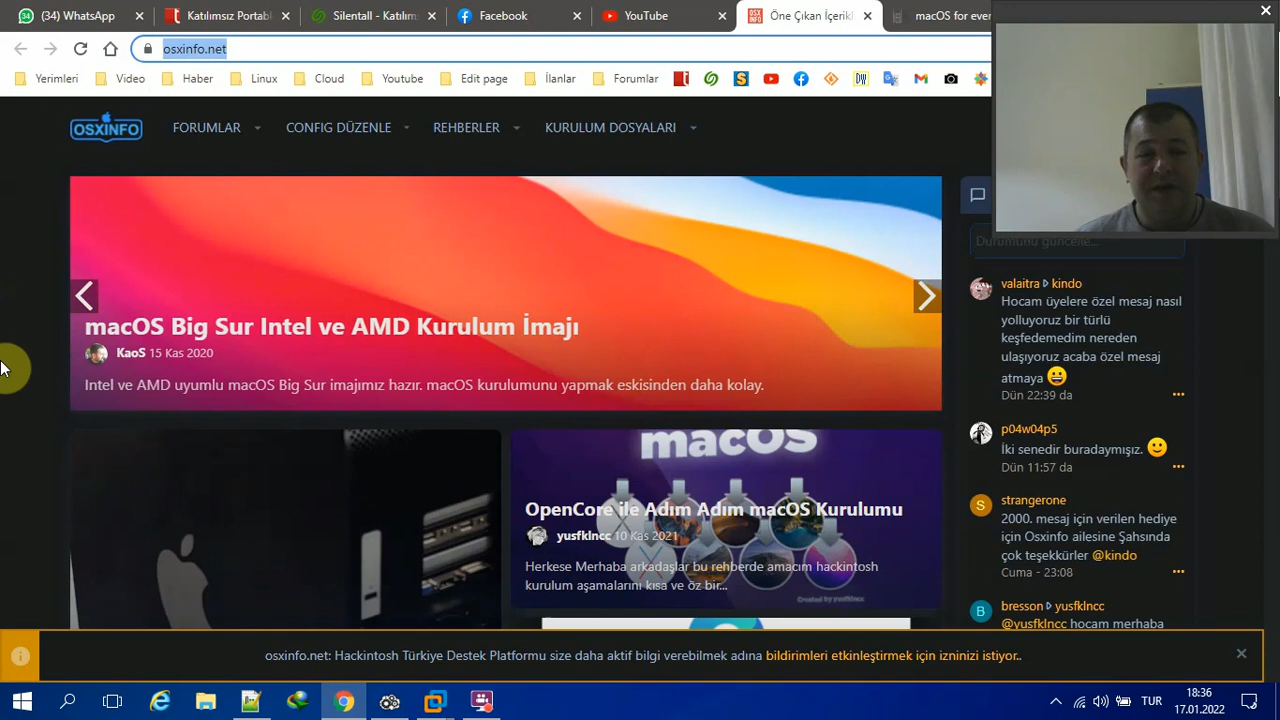 (34) WhatsApp
Katılımsız Portabl
Silentall - Katılım
Facebook
YouTube
Öne Çıkan İçerikl
macOS for ever
osxinfo.net
Yerimleri
Video
Haber
Linux
Cloud
Youtube
Edit page
İlanlar
Forumlar
DW
OSXINFO
FORUMLAR
CONFIG DÜZENLE
REHBERLER
KURULUM DOSYALARI
macOS Big Sur Intel ve AMD Kurulum İmajı
KaoS 15 Kas 2020
Intel ve AMD uyumlu macOS Big Sur imajımız hazır. macOS kurulumunu yapmak eskisinden daha kolay.
macOS
OpenCore ile Adım Adım macOS Kurulumu
yusfklncc 10 Kas 2021
Herkese Merhaba arkadaşlar bu rehberde amacım hackintosh
kurulum aşamalarını kısa ve öz bir...
Created by yusfklncc
Durumunu güncelle...
valaitra kindo
Hocam üyelere özel mesaj nasıl
yolluyoruz bir türlü
keşfedemedim nereden
ulaşıyoruz acaba özel mesaj
atmaya 😀
Dün 22:39 da
p04w04p5
İki senedir buradaymışız. 🙂
Dün 11:57 da
S
strangerone
2000. mesaj için verilen hediye
için Osxinfo ailesine Şahsında
çok teşekkürler @kindo
Cuma - 23:08
B
bresson yusfklncc
@yusfklncc hocam merhaba
osxinfo.net: Hackintosh Türkiye Destek Platformu size daha aktif bilgi verebilmek adına bildirimleri etkinleştirmek için izninizi istiyor..
TUR
18:36
17.01.2022